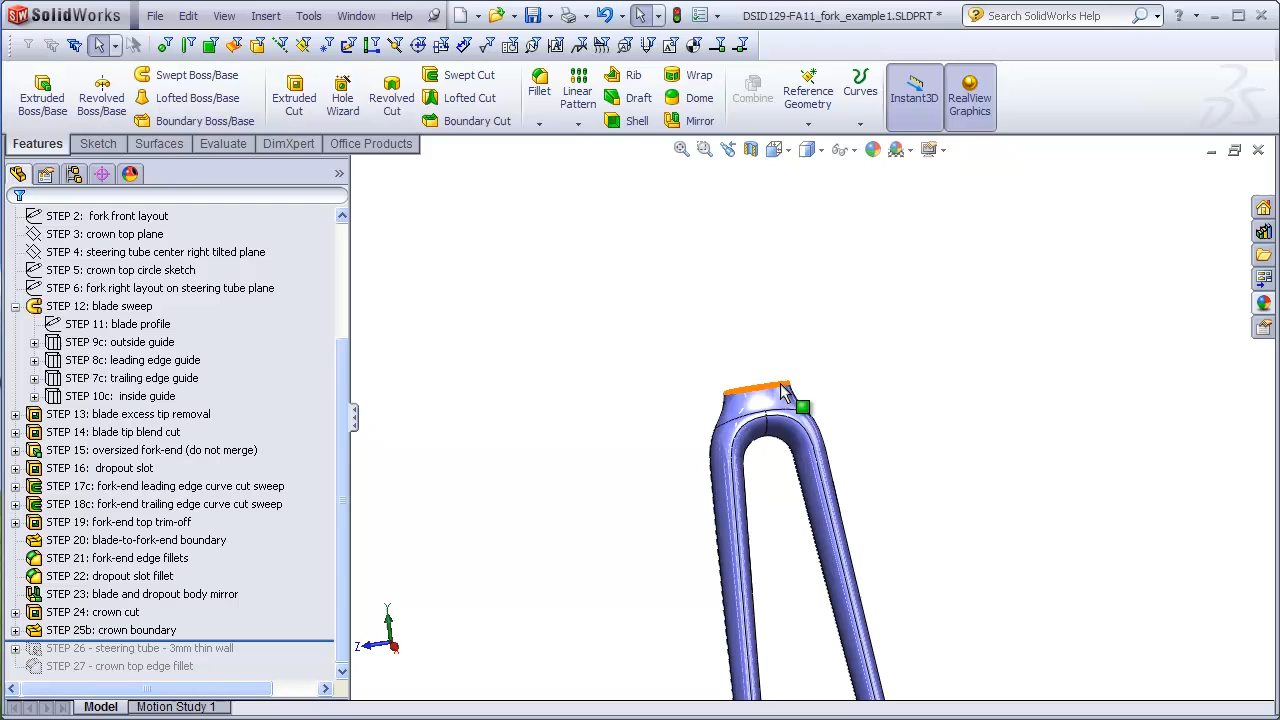 SolidWorks File Edit View Insert Tools Window Help DSID129-FA11_fork_example1.SLDPRT * Search SolidWorks Help
Extruded Boss/Base
Revolved Boss/Base
Swept Boss/Base
Lofted Boss/Base
Boundary Boss/Base
Extruded Cut
Hole Wizard
Revolved Cut
Swept Cut
Lofted Cut
Boundary Cut
Fillet
Linear Pattern
Rib
Draft
Shell
Wrap
Dome
Mirror
Combine
Reference Geometry
Curves
Instant3D
RealView Graphics
Features Sketch Surfaces Evaluate DimXpert Office Products
STEP 2: fork front layout
STEP 3: crown top plane
STEP 4: steering tube center right tilted plane
STEP 5: crown top circle sketch
STEP 6: fork right layout on steering tube plane
STEP 12: blade sweep
STEP 11: blade profile
STEP 9c: outside guide
STEP 8c: leading edge guide
STEP 7c: trailing edge guide
STEP 10c: inside guide
STEP 13: blade excess tip removal
STEP 14: blade tip blend cut
STEP 15: oversized fork-end (do not merge)
STEP 16: dropout slot
STEP 17c: fork-end leading edge curve cut sweep
STEP 18c: fork-end trailing edge curve cut sweep
STEP 19: fork-end top trim-off
STEP 20: blade-to-fork-end boundary
STEP 21: fork-end edge fillets
STEP 22: dropout slot fillet
STEP 23: blade and dropout body mirror
STEP 24: crown cut
STEP 25b: crown boundary
STEP 26 - steering tube - 3mm thin wall
STEP 27 - crown top edge fillet
Y
Z
X
Model Motion Study 1